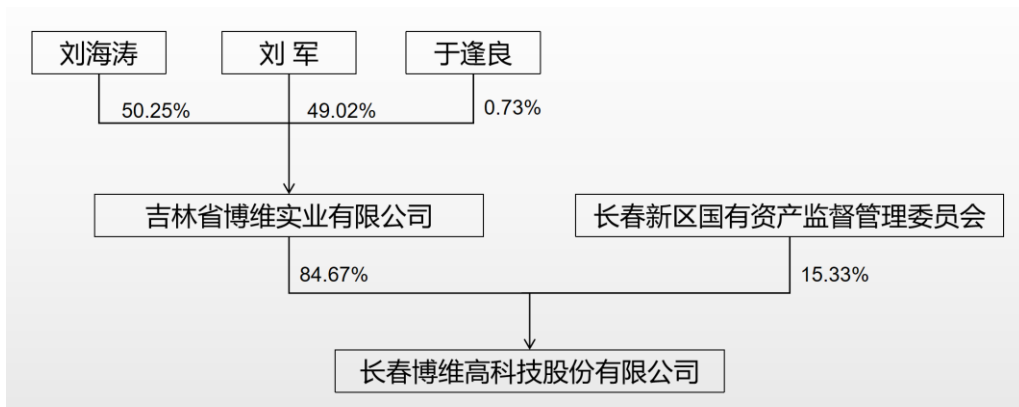 刘海涛
刘 军
于逢良
50.25%
49.02%
0.73%
吉林省博维实业有限公司
长春新区国有资产监督管理委员会
84.67%
15.33%
长春博维高科技股份有限公司